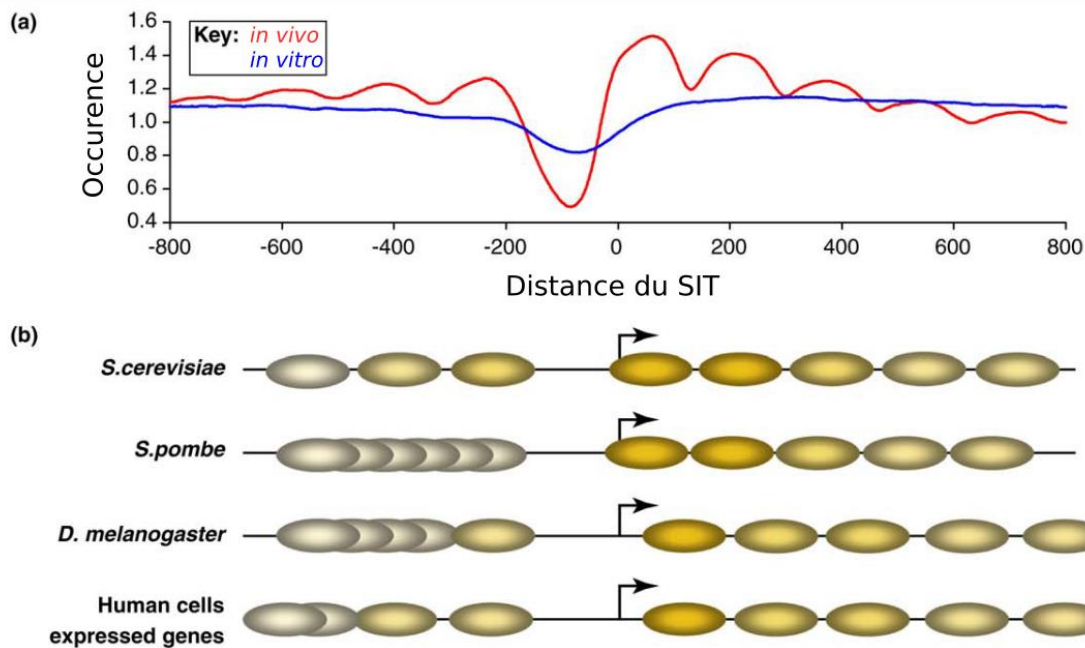 (a)
Key: in vivo
in vitro
Occurence
1.6
1.4
1.2
1.0
0.8
0.6
0.4
-800 -600 -400 -200 0 200 400 600 800
Distance du SIT
(b)
S.cerevisiae
S.pombe
D. melanogaster
Human cells
expressed genes